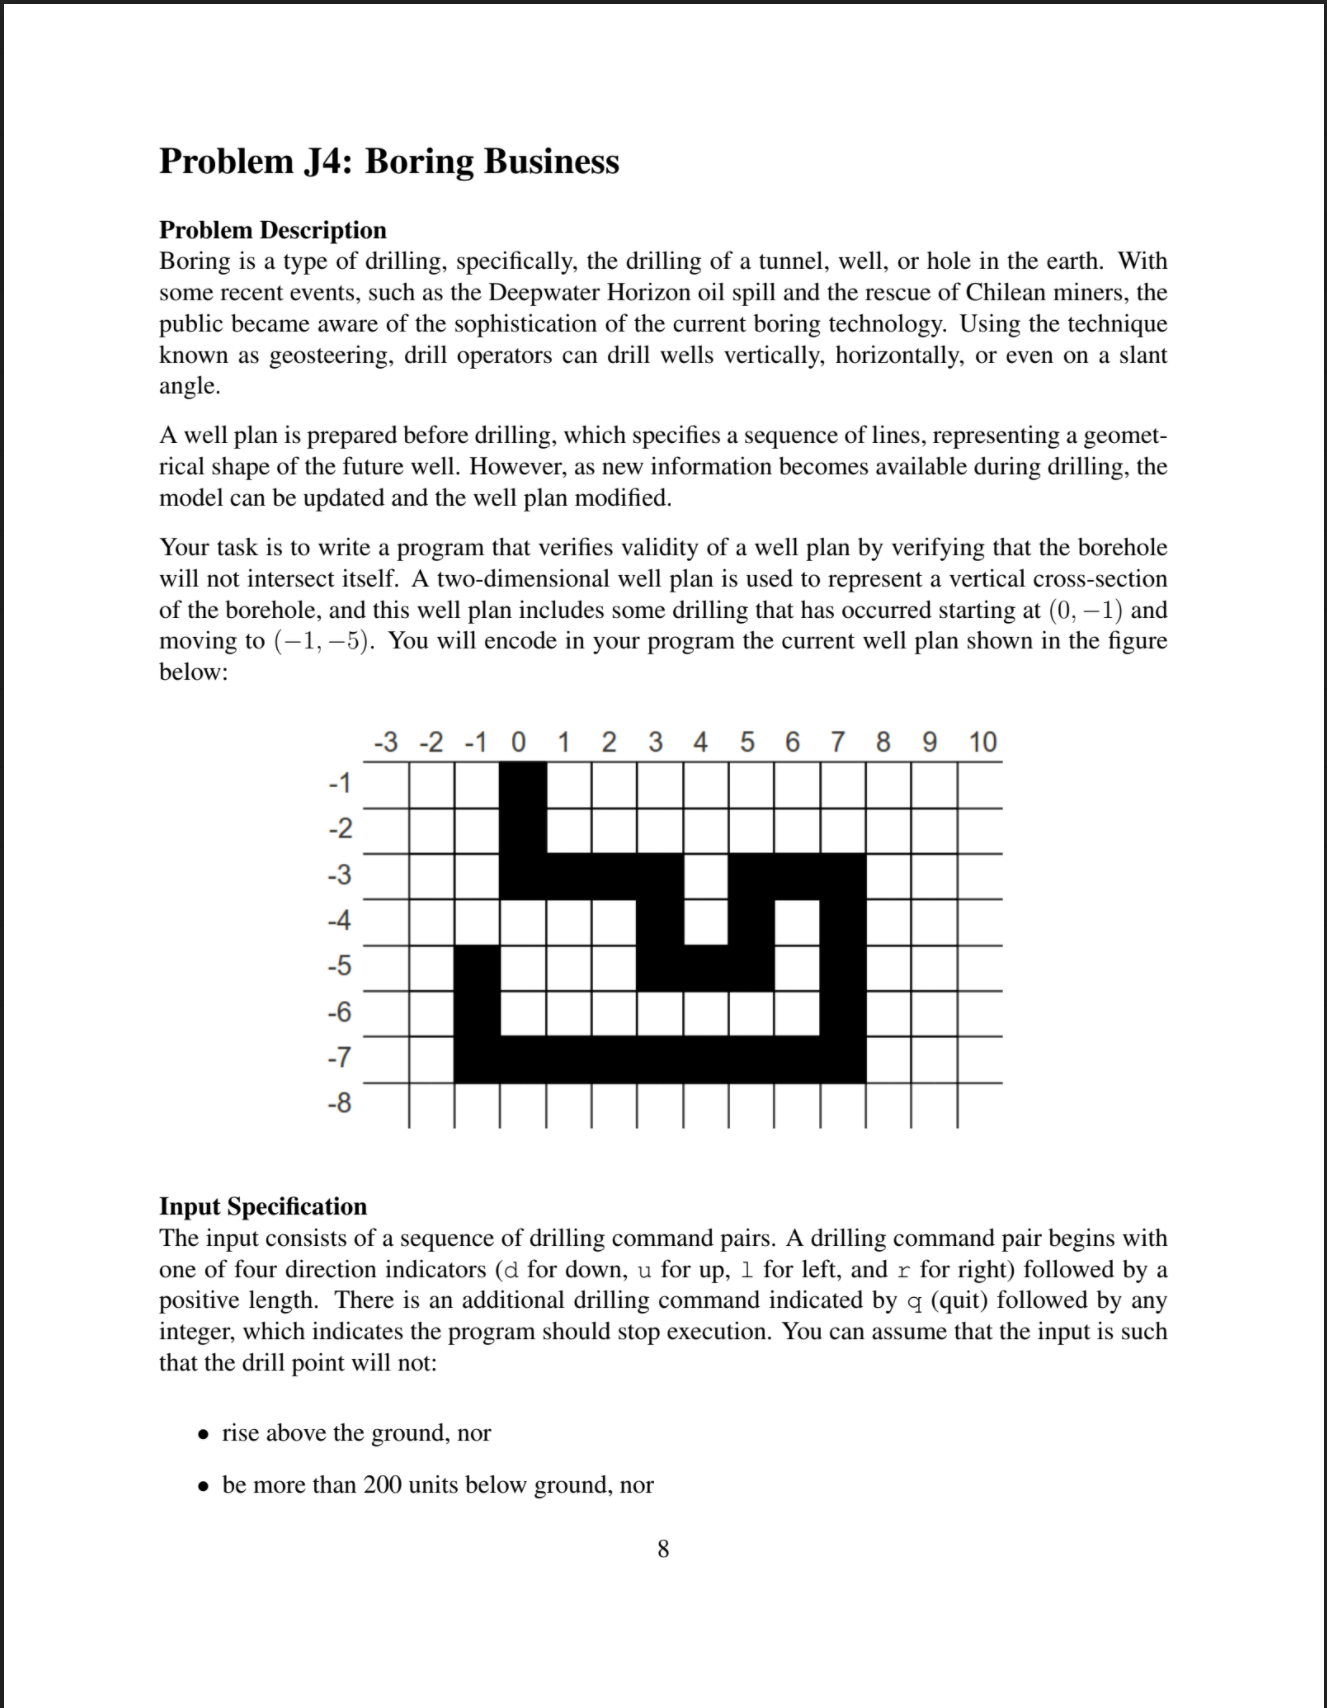 Problem J4: Boring Business
Problem Description
Boring is a type of drilling, specifically, the drilling of a tunnel, well, or hole in the earth. With
some recent events, such as the Deepwater Horizon oil spill and the rescue of Chilean miners, the
public became aware of the sophistication of the current boring technology. Using the technique
known as geosteering, drill operators can drill wells vertically, horizontally, or even on a slant
angle.
A well plan is prepared before drilling, which specifies a sequence of lines, representing a geomet-
rical shape of the future well. However, as new information becomes available during drilling, the
model can be updated and the well plan modified.
Your task is to write a program that verifies validity of a well plan by verifying that the borehole
will not intersect itself. A two-dimensional well plan is used to represent a vertical cross-section
of the borehole, and this well plan includes some drilling that has occurred starting at (0, −1) and
moving to (−1, −5). You will encode in your program the current well plan shown in the figure
below:
-3 -2 -1 0 1 2 3 4 5 6 7 8 9 10
-1
-2
-3
-4
-5
-6
-7
-8
Input Specification
The input consists of a sequence of drilling command pairs. A drilling command pair begins with
one of four direction indicators (d for down, u for up, l for left, and r for right) followed by a
positive length. There is an additional drilling command indicated by q (quit) followed by any
integer, which indicates the program should stop execution. You can assume that the input is such
that the drill point will not:
• rise above the ground, nor
• be more than 200 units below ground, nor
8